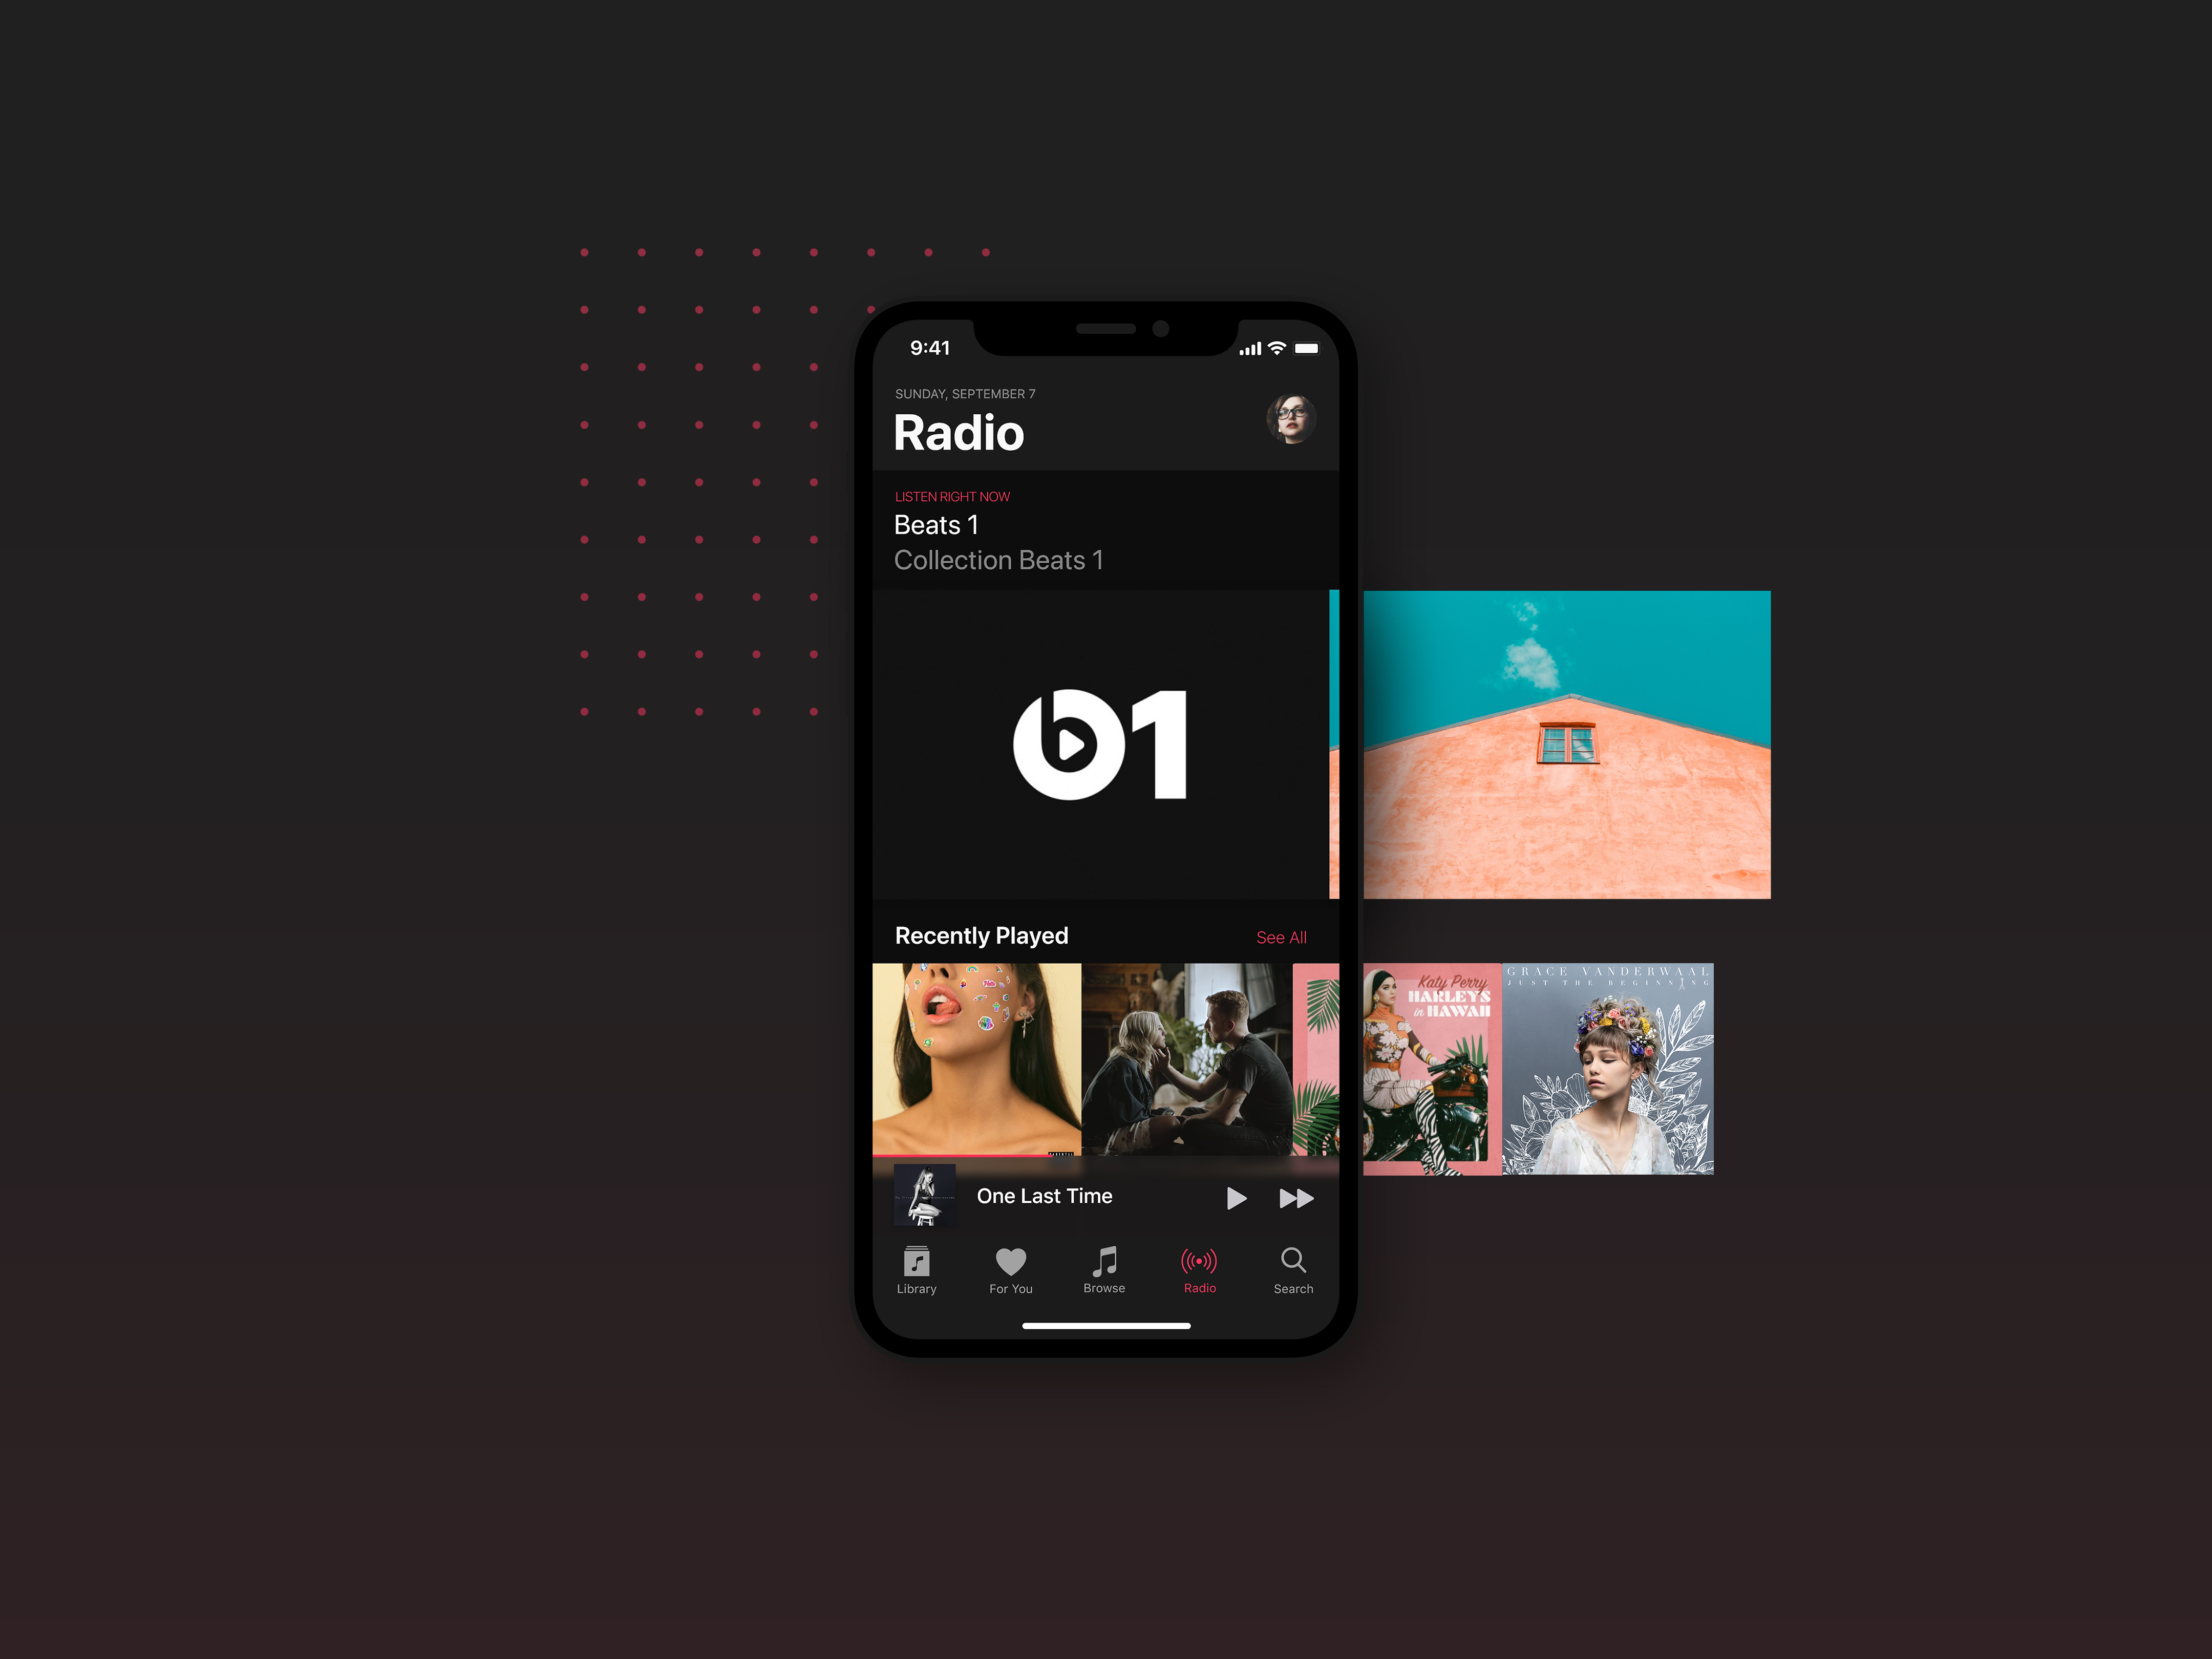 9:41
SUNDAY, SEPTEMBER 7
Radio
LISTEN RIGHT NOW
Beats 1
Collection Beats 1
b1
Recently Played
See All
Katy Perry
HARLEYS
in HAWAII
GRACE VANDERWAAL
JUST THE BEGINNING
One Last Time
Library
For You
Browse
Radio
Search